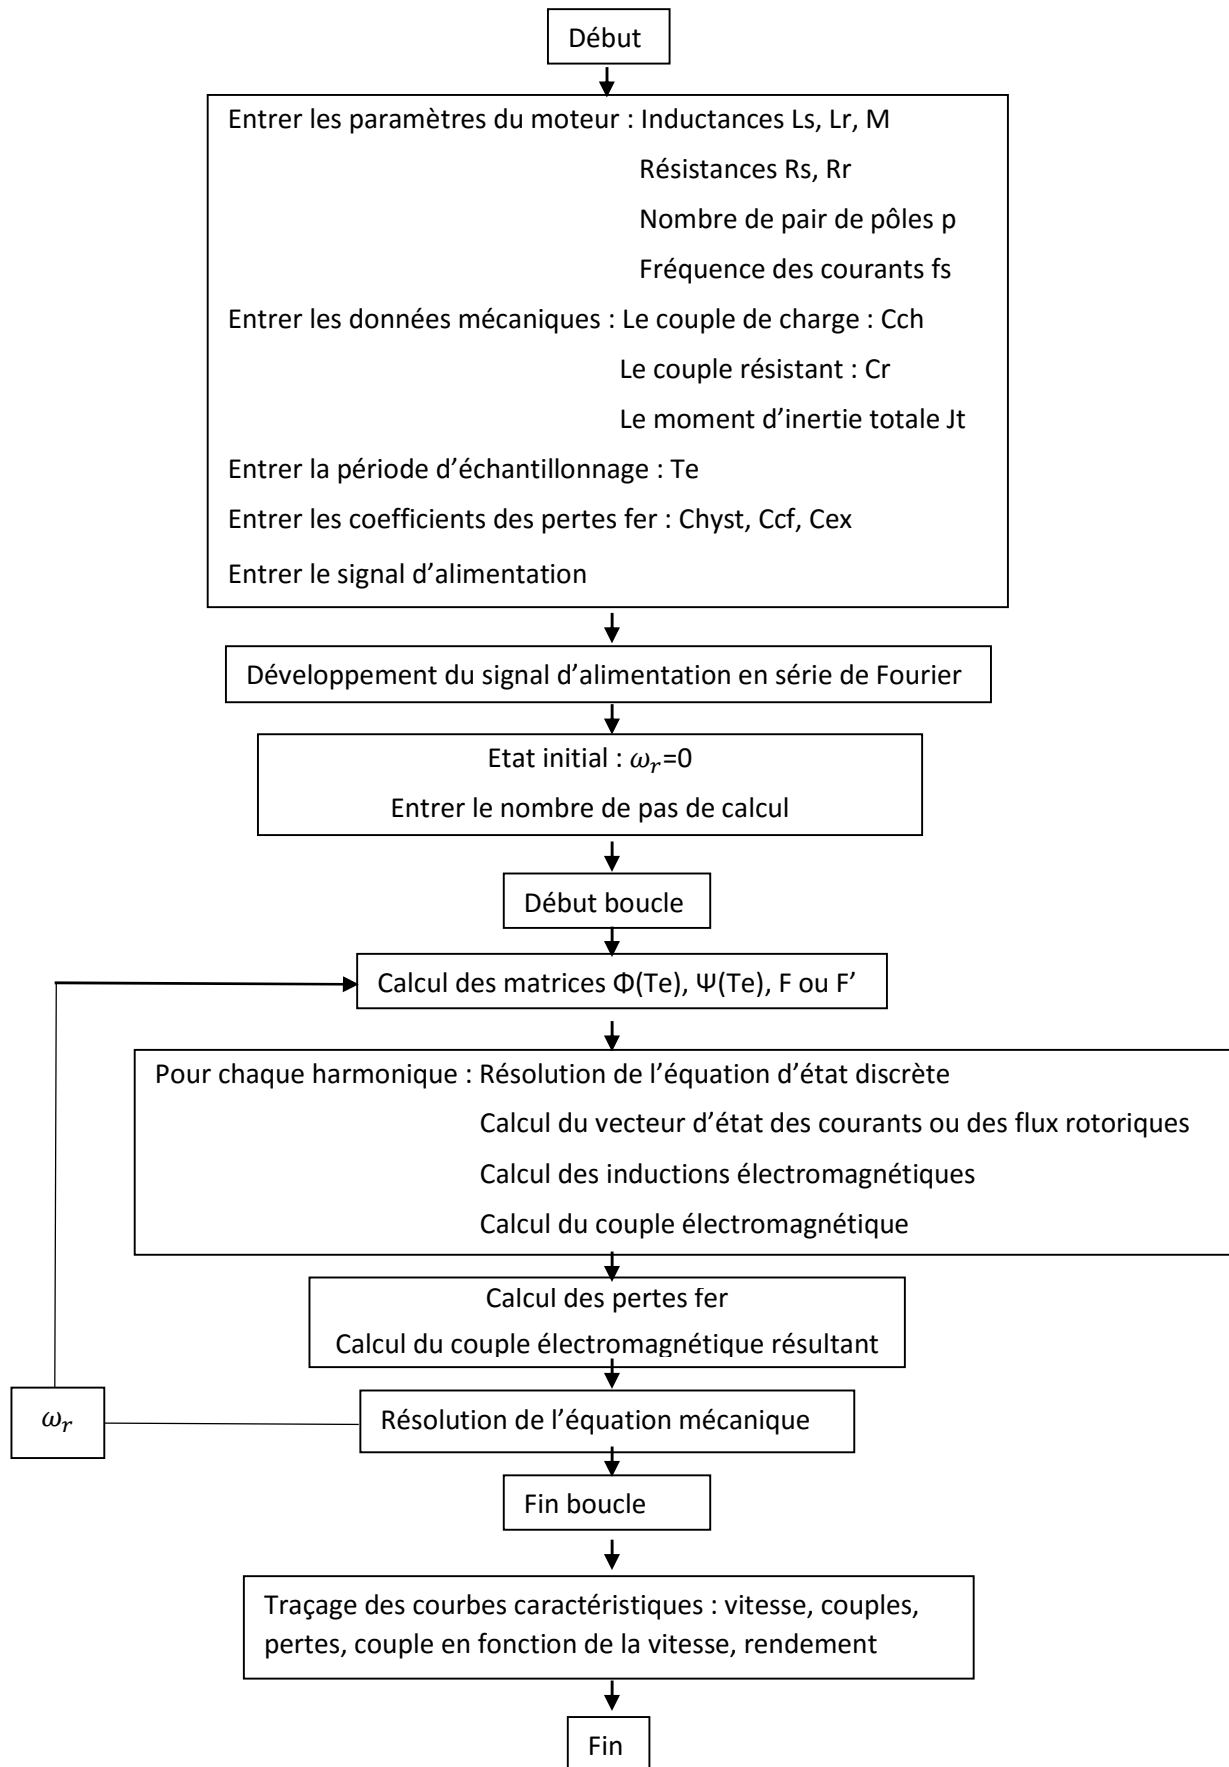 Début
Entrer les paramètres du moteur : Inductances Ls, Lr, M
Résistances Rs, Rr
Nombre de pair de pôles p
Fréquence des courants fs
Entrer les données mécaniques : Le couple de charge : Cch
Le couple résistant : Cr
Le moment d’inertie totale Jt
Entrer la période d’échantillonnage : Te
Entrer les coefficients des pertes fer : Chyst, Ccf, Cex
Entrer le signal d’alimentation
Développement du signal d’alimentation en série de Fourier
Etat initial : ωr=0
Entrer le nombre de pas de calcul
Début boucle
Calcul des matrices Φ(Te), Ψ(Te), F ou F’
Pour chaque harmonique : Résolution de l’équation d’état discrète
Calcul du vecteur d’état des courants ou des flux rotoriques
Calcul des inductions électromagnétiques
Calcul du couple électromagnétique
Calcul des pertes fer
Calcul du couple électromagnétique résultant
ωr
Résolution de l’équation mécanique
Fin boucle
Traçage des courbes caractéristiques : vitesse, couples,
pertes, couple en fonction de la vitesse, rendement
Fin